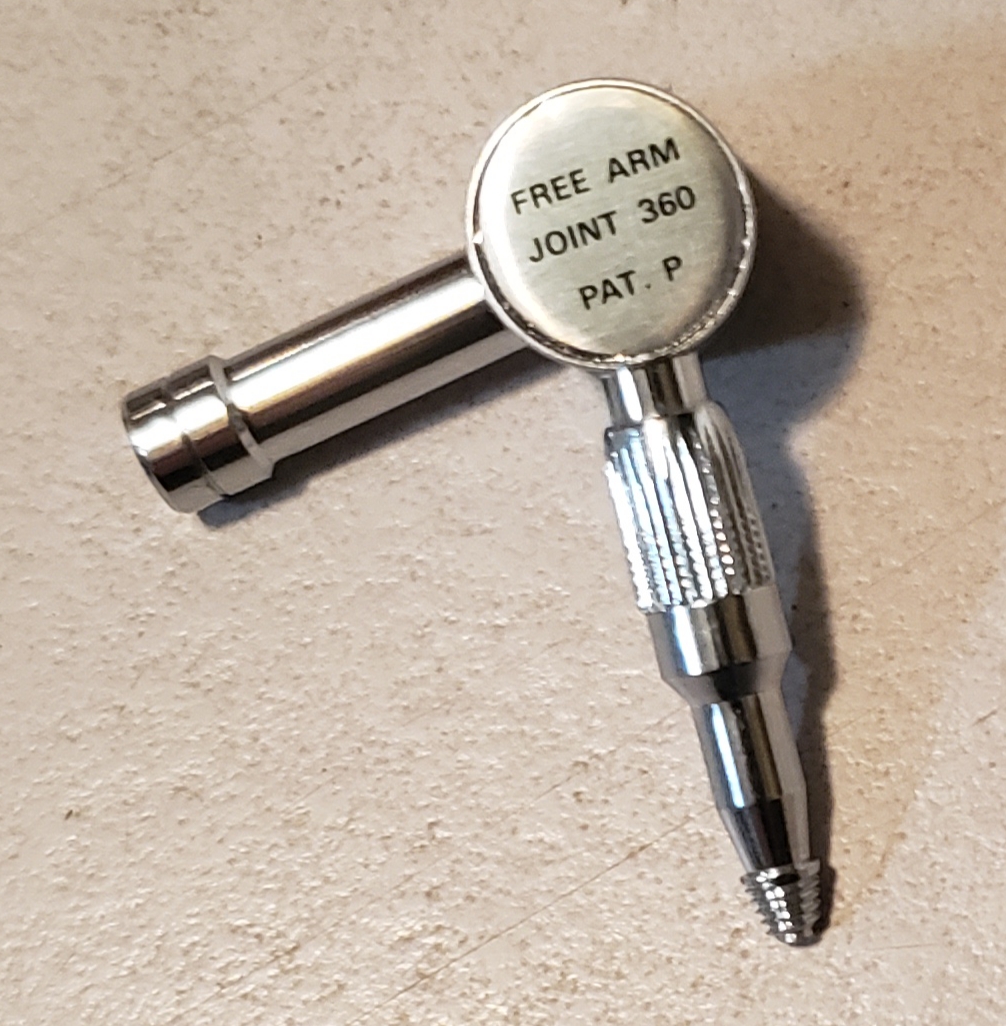 FREE ARM
JOINT 360
PAT. P